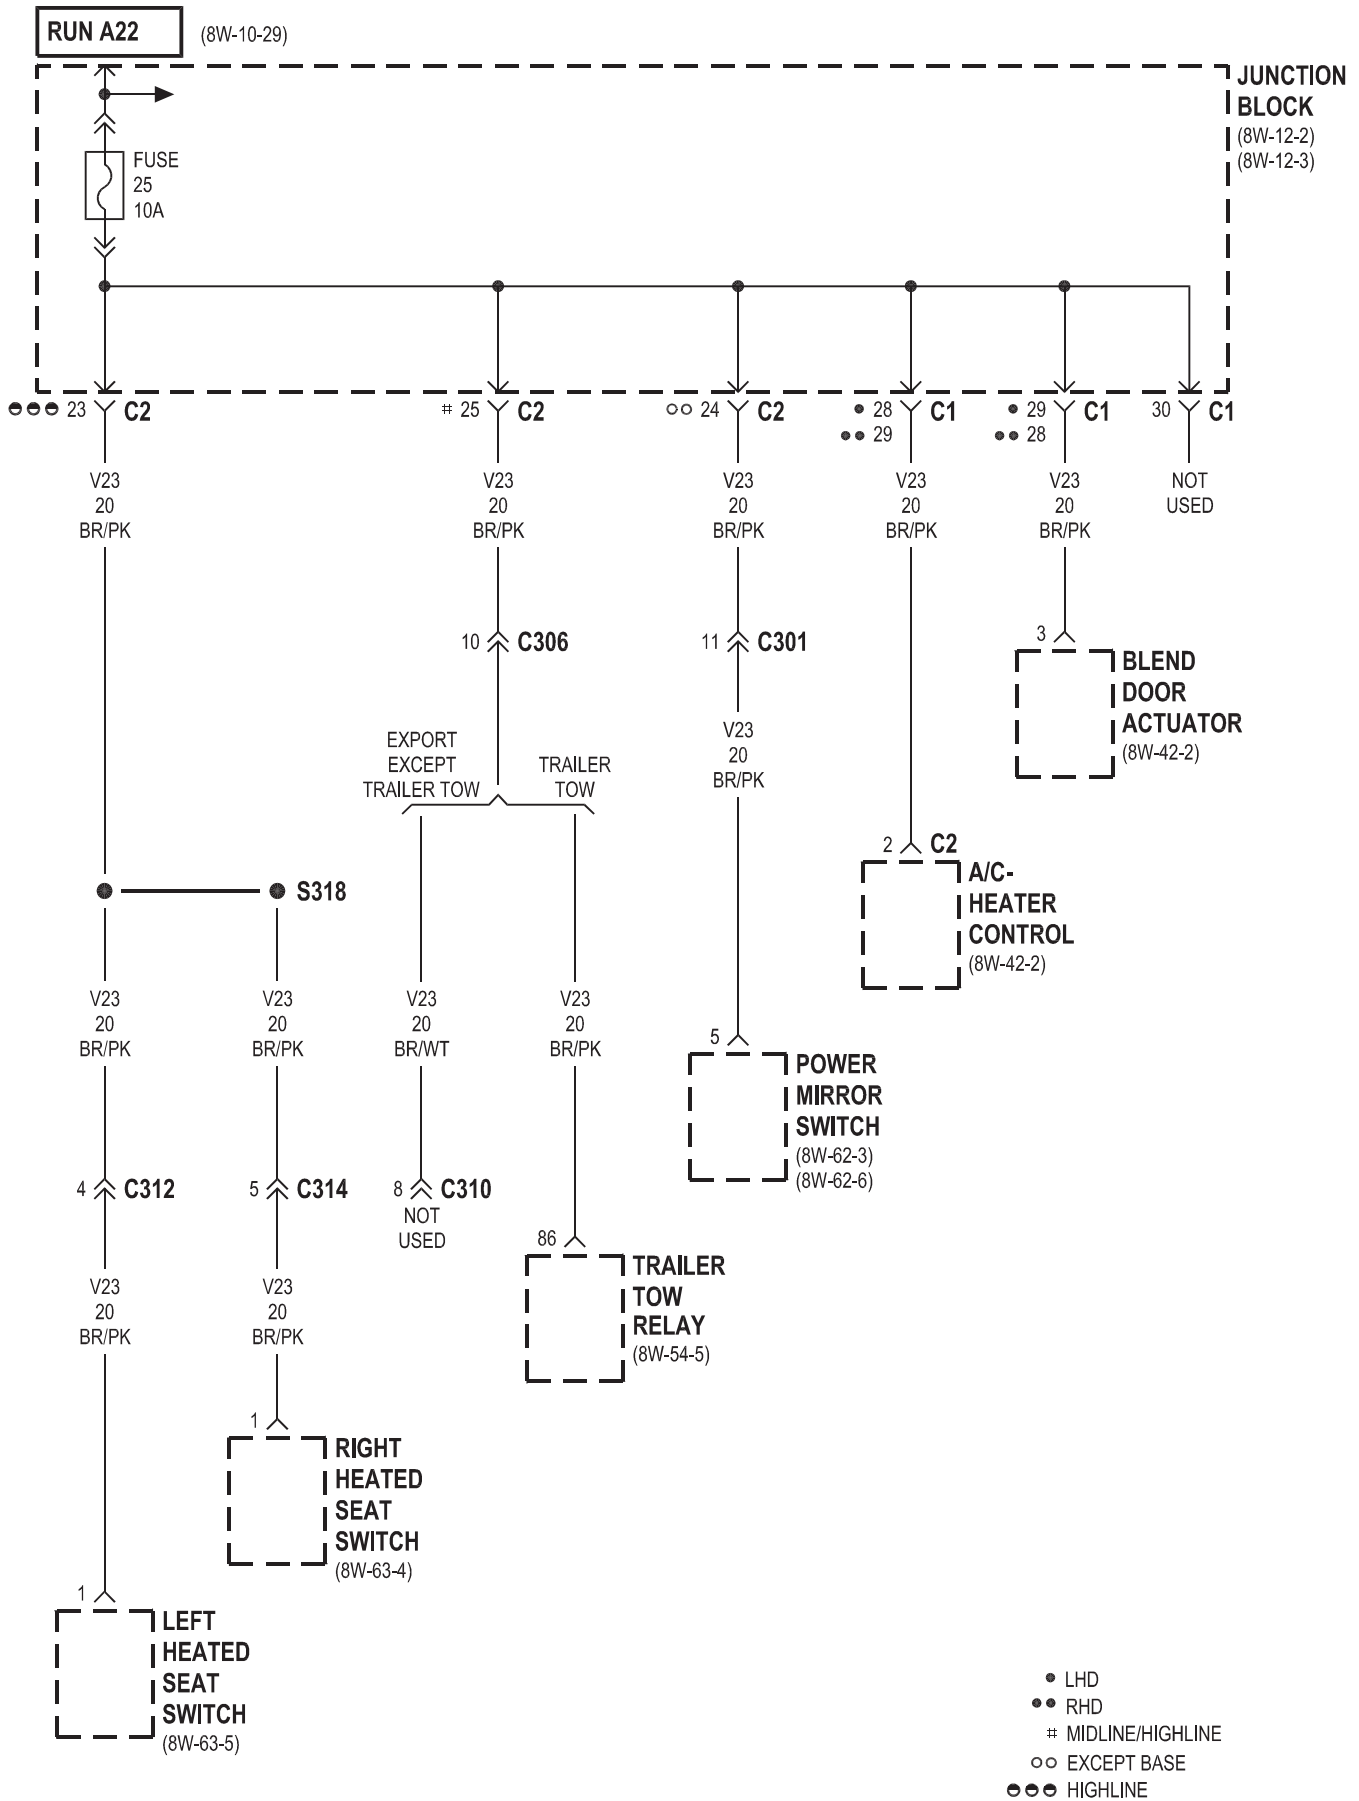 RUN A22
(8W-10-29)
JUNCTION
BLOCK
(8W-12-2)
(8W-12-3)
FUSE
25
10A
23 C2
# 25 C2
24 C2
28 C1
29
29 C1
28
30 C1
V23
20
BR/PK
V23
20
BR/PK
V23
20
BR/PK
V23
20
BR/PK
V23
20
BR/PK
NOT
USED
10 C306
11 C301
3
BLEND
DOOR
ACTUATOR
(8W-42-2)
EXPORT
EXCEPT
TRAILER TOW
TRAILER
TOW
V23
20
BR/PK
2 C2
A/C-
HEATER
CONTROL
(8W-42-2)
S318
V23
20
BR/PK
V23
20
BR/PK
V23
20
BR/WT
V23
20
BR/PK
5
POWER
MIRROR
SWITCH
(8W-62-3)
(8W-62-6)
4 C312
5 C314
8 C310
NOT
USED
86
TRAILER
TOW
RELAY
(8W-54-5)
V23
20
BR/PK
V23
20
BR/PK
1
RIGHT
HEATED
SEAT
SWITCH
(8W-63-4)
1
LEFT
HEATED
SEAT
SWITCH
(8W-63-5)
LHD
RHD
# MIDLINE/HIGHLINE
EXCEPT BASE
HIGHLINE